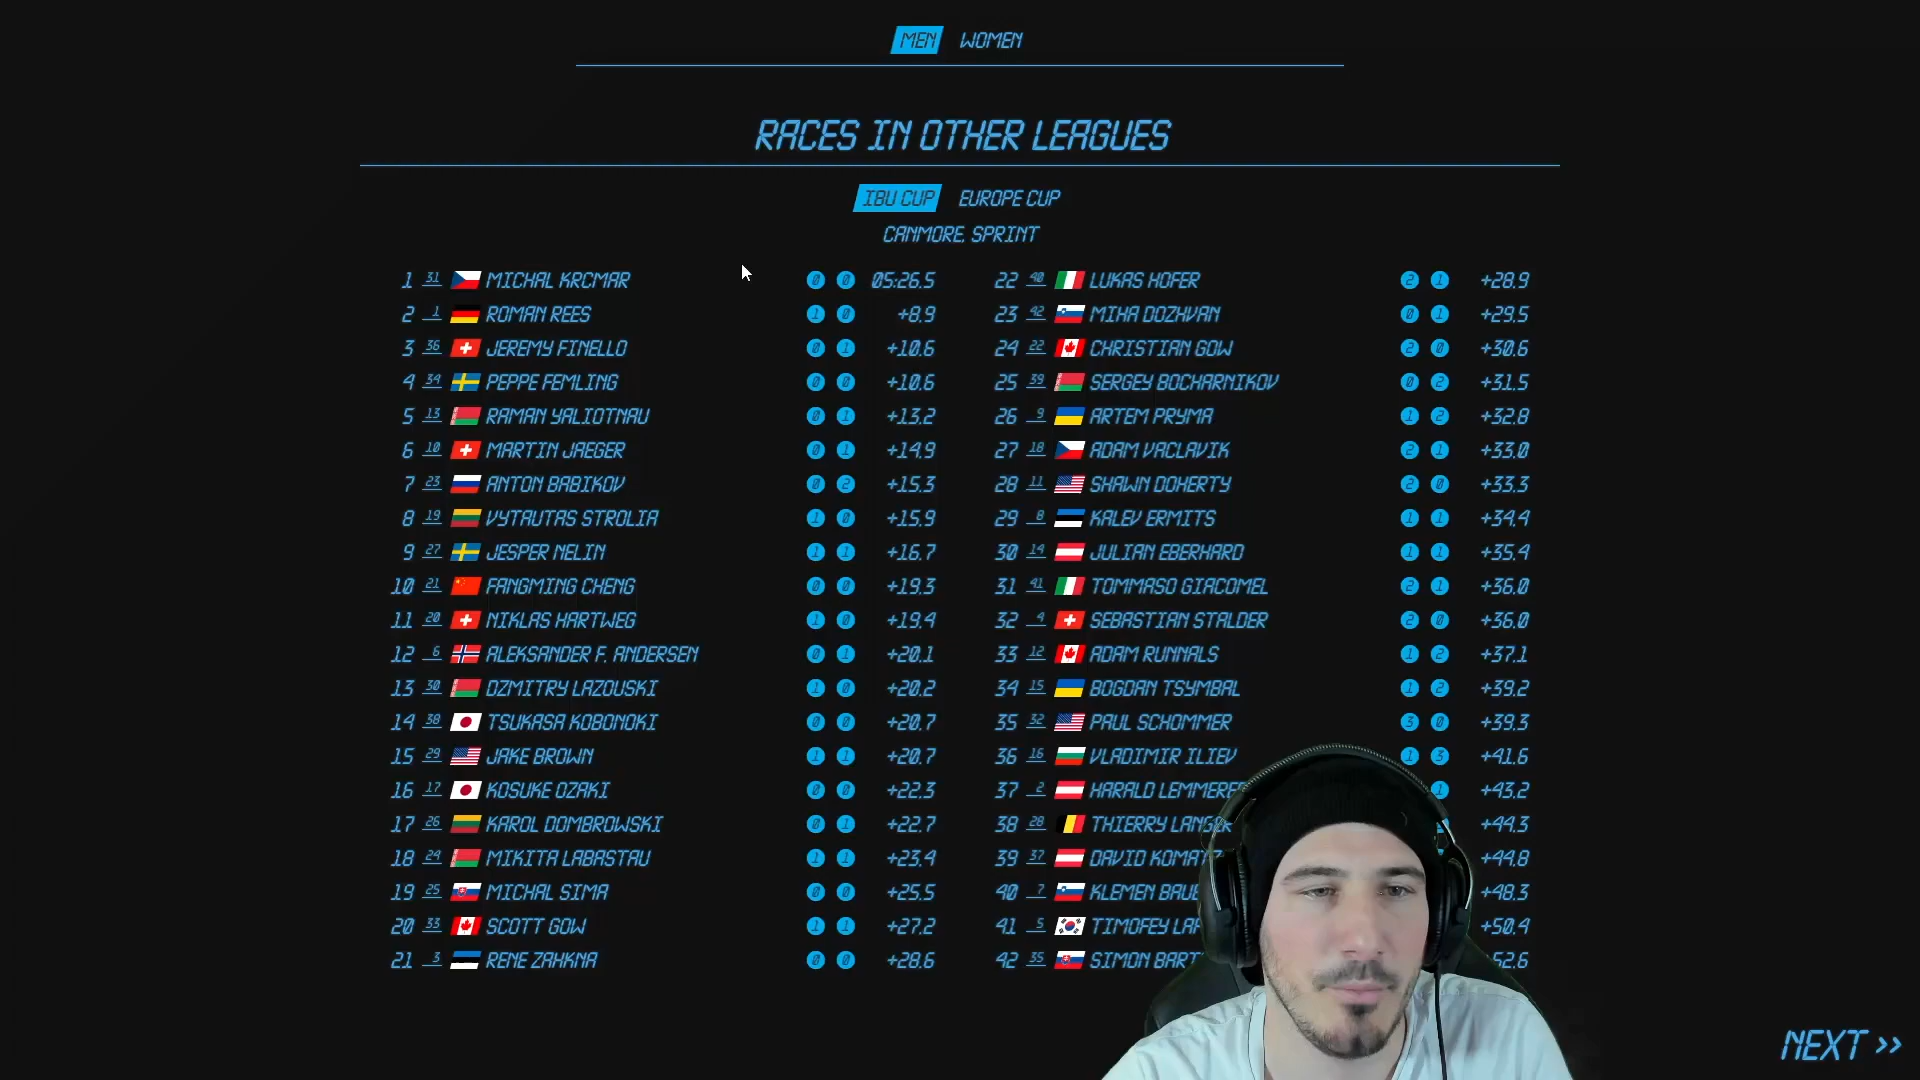 MEN WOMEN
RACES IN OTHER LEAGUES
IBU CUP EUROPE CUP
CANMORE, SPRINT
1 31 MICHAL KRCMAR 0 0 05:26.5
2 1 ROMAN REES 1 0 +8.9
3 36 JEREMY FINELLO 0 1 +10.6
4 34 PEPPE FEMLING 0 0 +10.6
5 13 RAMAN YALIOTNAU 0 1 +13.2
6 10 MARTIN JAEGER 0 1 +14.9
7 23 ANTON BABIKOV 0 2 +15.3
8 19 VYTAUTAS STROLIA 1 0 +15.9
9 27 JESPER NELIN 1 1 +16.7
10 21 FANGMING CHENG 0 0 +19.3
11 20 NIKLAS HARTWEG 1 0 +19.4
12 6 ALEKSANDER F. ANDERSEN 0 1 +20.1
13 30 DZMITRY LAZOUSKI 1 0 +20.2
14 38 TSUKASA KOBONOKI 0 0 +20.7
15 29 JAKE BROWN 1 1 +20.7
16 17 KOSUKE OZAKI 0 0 +22.3
17 26 KAROL DOMBROWSKI 0 1 +22.7
18 24 MIKITA LABASTAU 1 1 +23.4
19 25 MICHAL SIMA 0 0 +25.5
20 33 SCOTT GOW 1 1 +27.2
21 3 RENE ZAHKNA 0 0 +28.6
22 40 LUKAS HOFER 2 1 +28.9
23 42 MIHA DOZHVAN 0 1 +29.5
24 22 CHRISTIAN GOW 2 0 +30.6
25 39 SERGEY BOCHARNIKOV 0 2 +31.5
26 9 ARTEM PRYMA 1 2 +32.8
27 18 ADAM VACLAVIK 2 1 +33.0
28 11 SHAWN DOHERTY 2 0 +33.3
29 8 KALEV ERMITS 1 1 +34.4
30 14 JULIAN EBERHARD 1 1 +35.4
31 41 TOMMASO GIACOMEL 2 1 +36.0
32 4 SEBASTIAN STALDER 2 0 +36.0
33 12 ADAM RUNNALS 1 2 +37.1
34 15 BOGDAN TSYMBAL 1 2 +39.2
35 32 PAUL SCHOMMER 3 0 +39.3
36 16 VLADIMIR ILIEV 1 3 +41.6
37 2 HARALD LEMMERE 1 +43.2
38 28 THIERRY LANGER +44.3
39 37 DAVID KOMAT +44.8
40 7 KLEMEN BAUE +48.3
41 5 TIMOFEY LAP +50.4
42 35 SIMON BART 52.6
NEXT >>